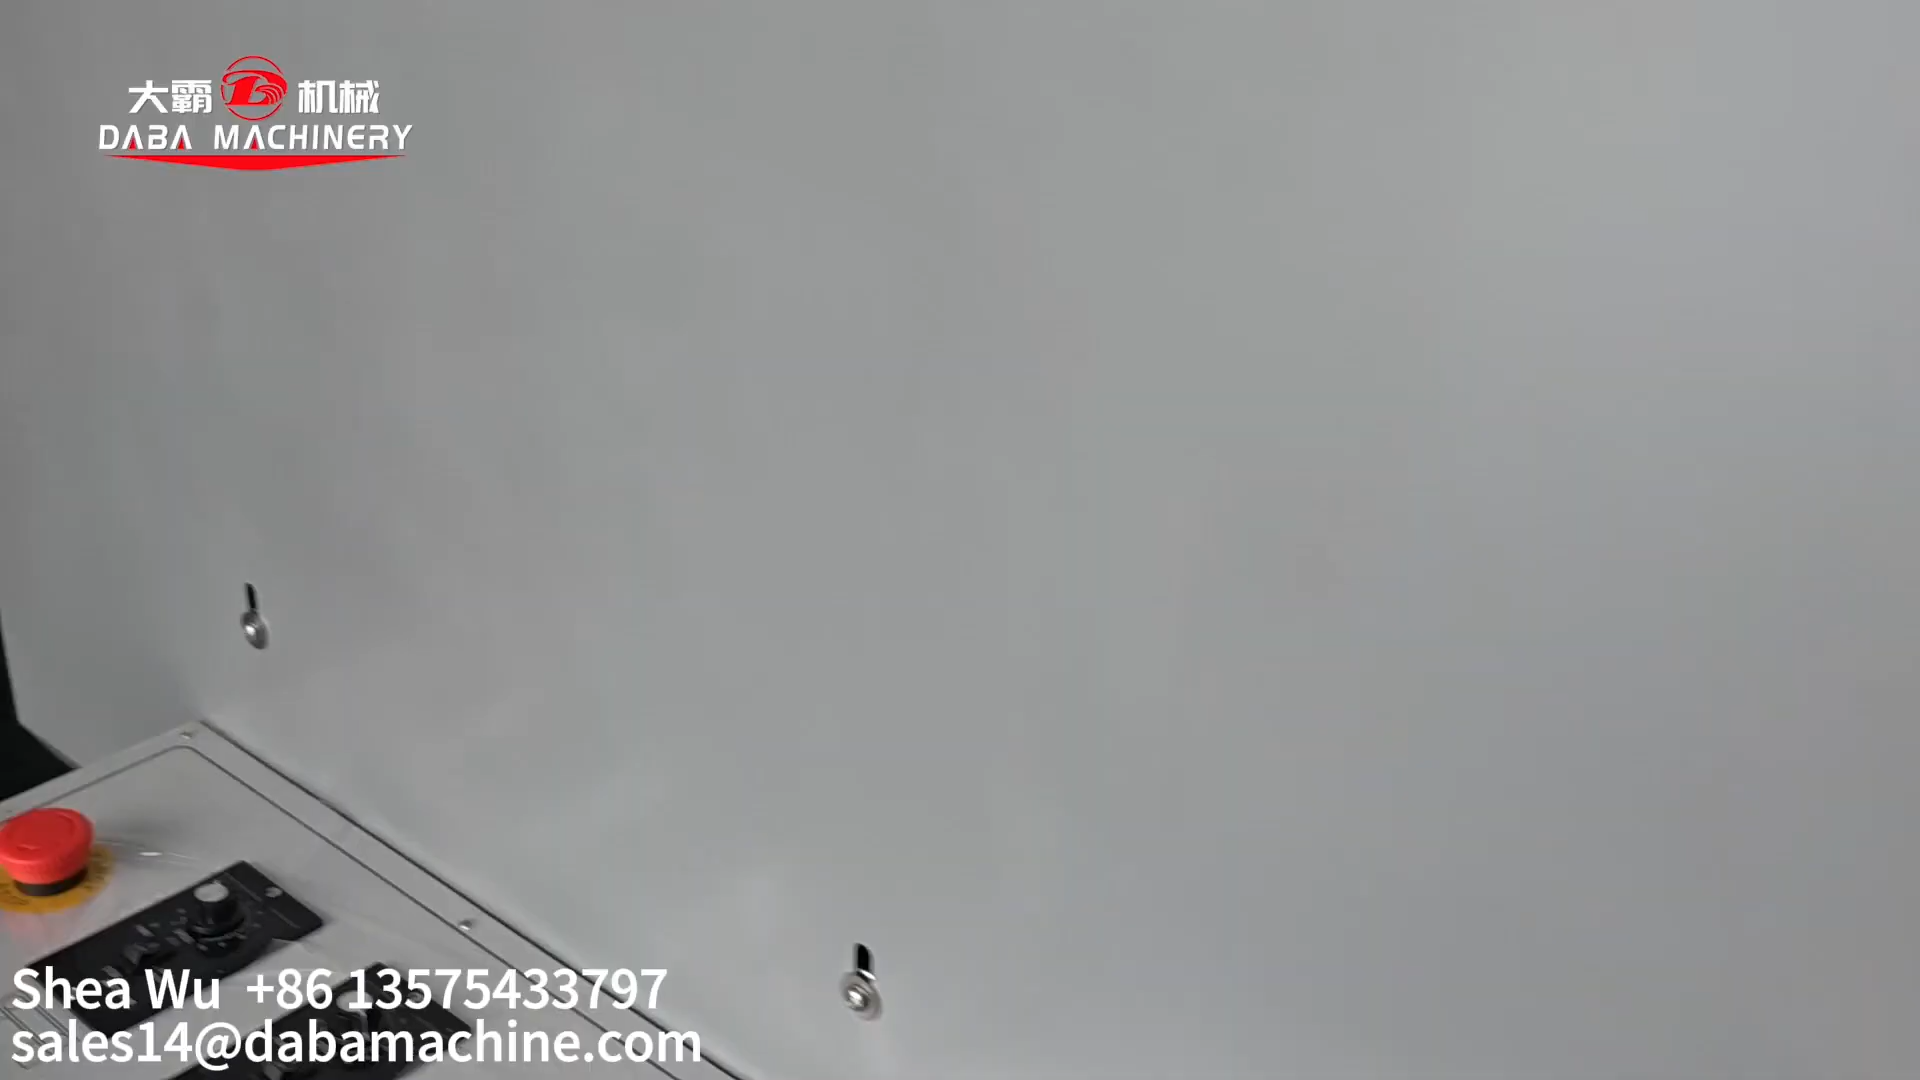 大霸 机械
DABA MACHINERY
Shea Wu +86 13575433797
sales14@dabamachine.com